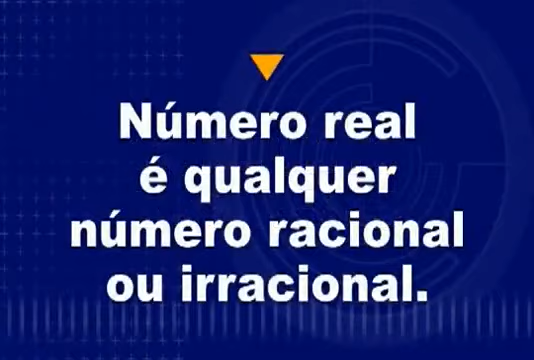 Número real
é qualquer
número racional
ou irracional.